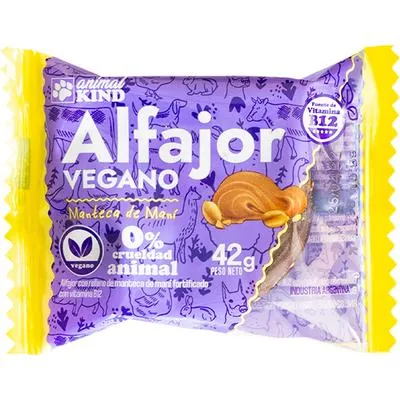 animal
KIND
Fuente de
Vitamina
B12
Alfajor
VEGANO
Manteca de Maní
vegano
0%
crueldad
animal
42g
PESO NETO
Alfajor con relleno de manteca de maní fortificado
con vitamina B12
INDUSTRIA ARGENTINA